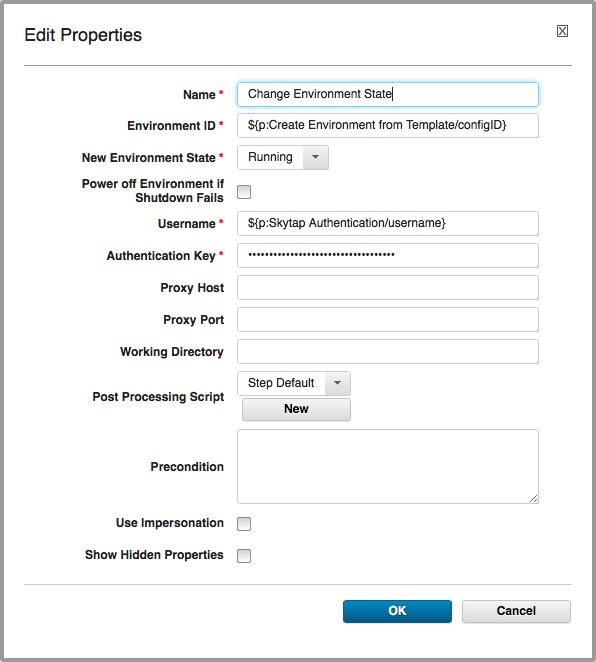 Edit Properties
Name * Change Environment State
Environment ID * ${p:Create Environment from Template/configID}
New Environment State * Running
Power off Environment if
Shutdown Fails
Username * ${p:Skytap Authentication/username}
Authentication Key * •••••••••••••••••••••••••••••••••••
Proxy Host
Proxy Port
Working Directory
Post Processing Script Step Default
New
Precondition
Use Impersonation
Show Hidden Properties
OK Cancel